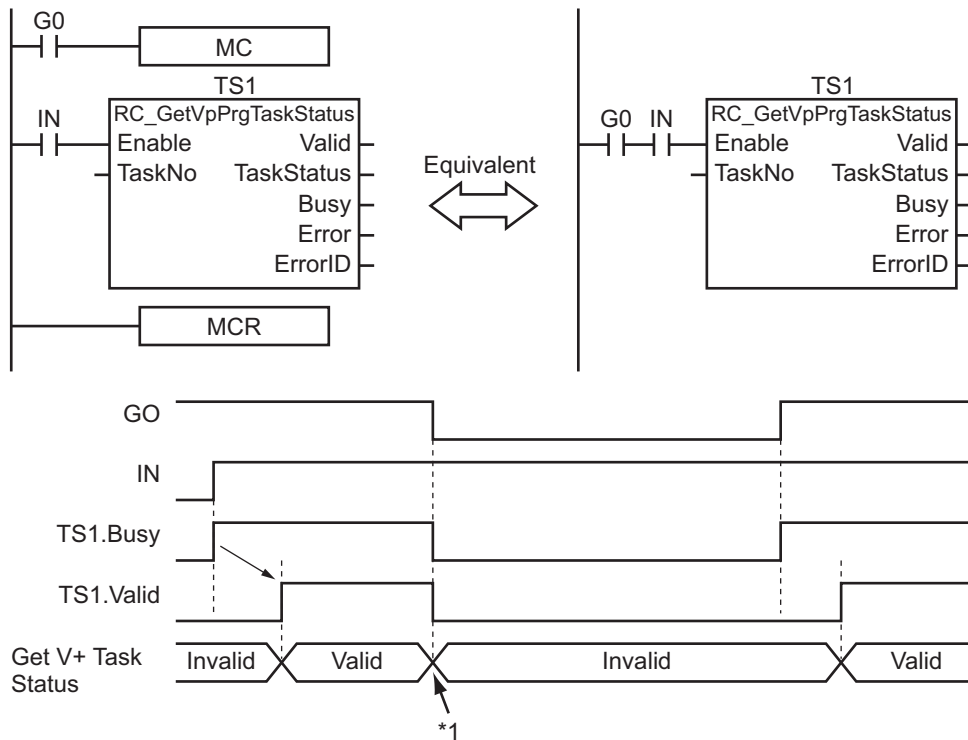 G0
MC
TS1
IN
RC_GetVpPrgTaskStatus
Enable Valid
TaskNo TaskStatus
Busy
Error
ErrorID
MCR
Equivalent
TS1
G0 IN
RC_GetVpPrgTaskStatus
Enable Valid
TaskNo TaskStatus
Busy
Error
ErrorID
GO
IN
TS1.Busy
TS1.Valid
Get V+ Task
Status
Invalid Valid Invalid Valid
*1